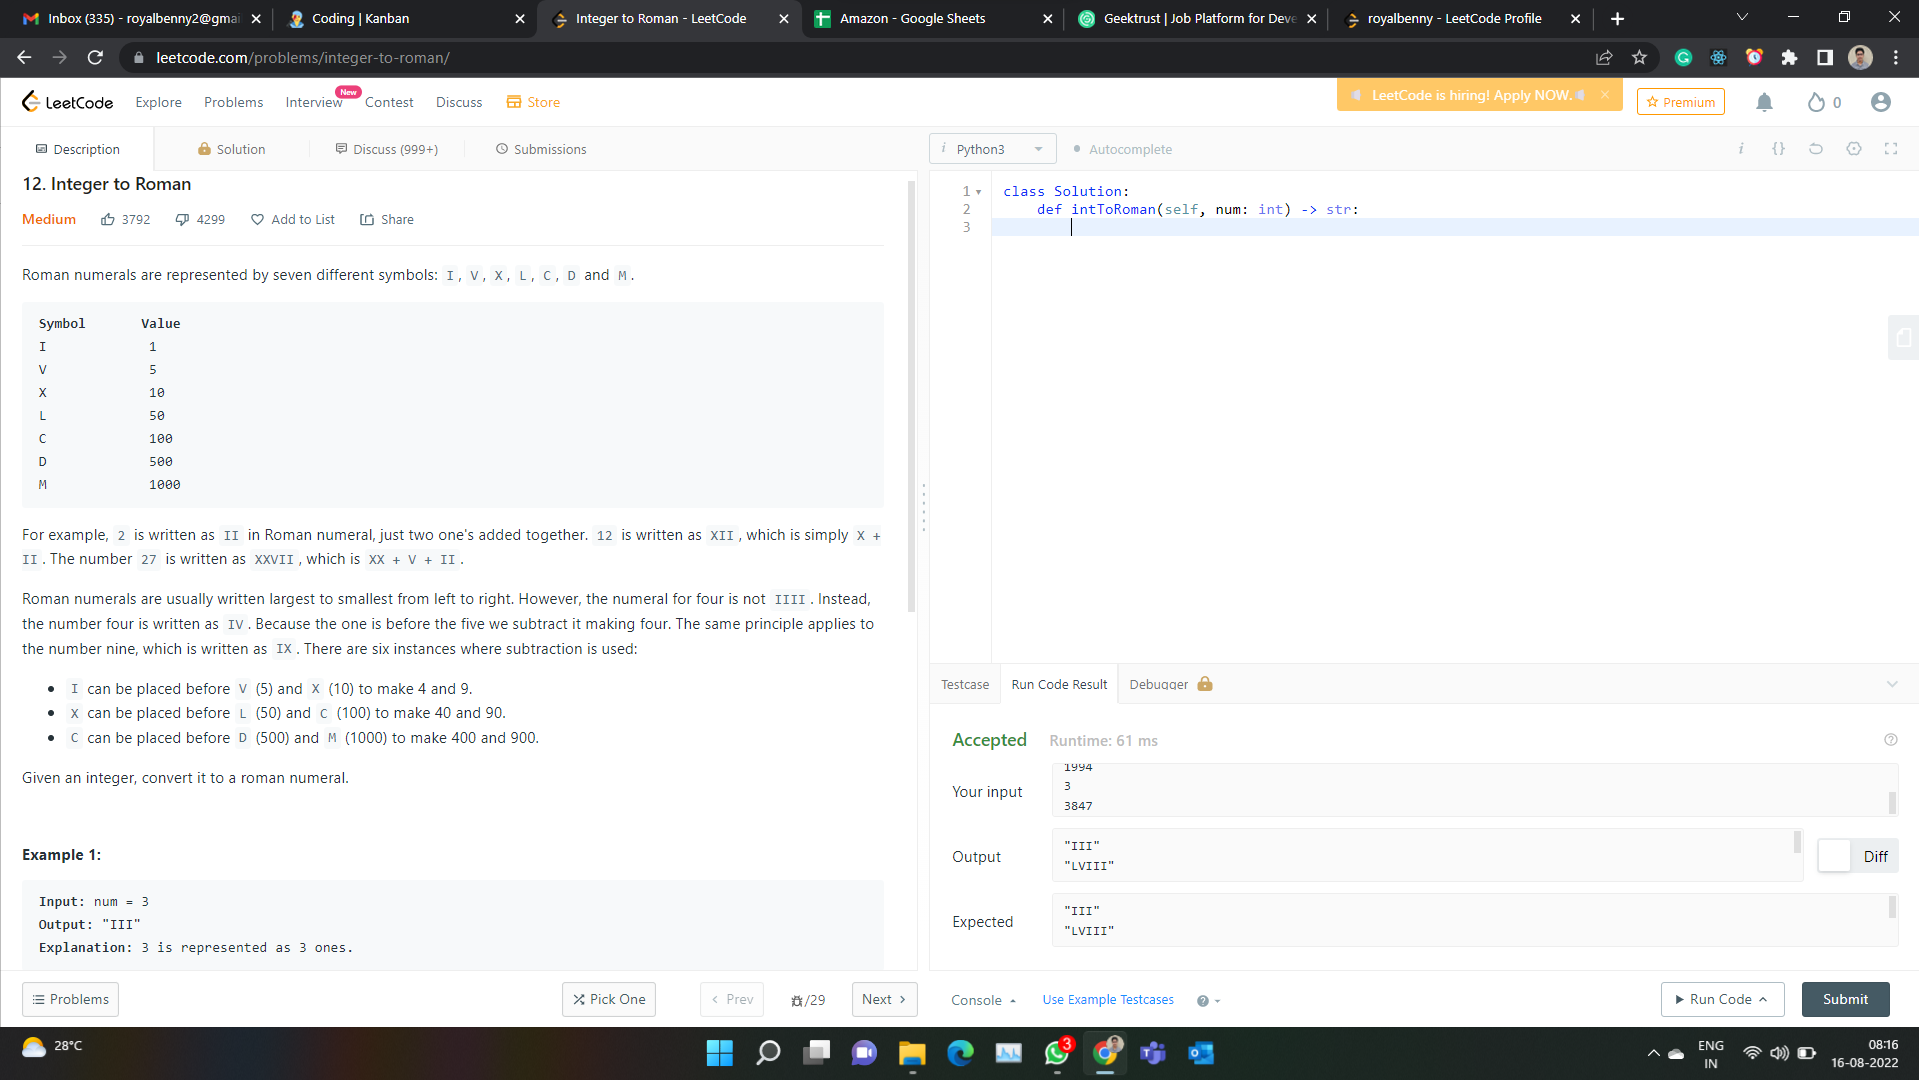 Inbox (335) - royalbenny2@gmai
Coding | Kanban
Integer to Roman - LeetCode
Amazon - Google Sheets
Geektrust | Job Platform for Deve
royalbenny - LeetCode Profile
leetcode.com/problems/integer-to-roman/
LeetCode
Explore
Problems
Interview
New
Contest
Discuss
Store
LeetCode is hiring! Apply NOW.
Premium
0
Description
Solution
Discuss (999+)
Submissions
i Python3
Autocomplete
12. Integer to Roman
Medium 3792 4299 Add to List Share
Roman numerals are represented by seven different symbols: I, V, X, L, C, D and M.
Symbol Value
I 1
V 5
X 10
L 50
C 100
D 500
M 1000
For example, 2 is written as II in Roman numeral, just two one's added together. 12 is written as XII, which is simply X +
II. The number 27 is written as XXVII, which is XX + V + II.
Roman numerals are usually written largest to smallest from left to right. However, the numeral for four is not IIII. Instead,
the number four is written as IV. Because the one is before the five we subtract it making four. The same principle applies to
the number nine, which is written as IX. There are six instances where subtraction is used:
• I can be placed before V (5) and X (10) to make 4 and 9.
• X can be placed before L (50) and C (100) to make 40 and 90.
• C can be placed before D (500) and M (1000) to make 400 and 900.
Given an integer, convert it to a roman numeral.
Example 1:
Input: num = 3
Output: "III"
Explanation: 3 is represented as 3 ones.
Problems
Pick One
Prev
/29
Next
1 class Solution:
2 def intToRoman(self, num: int) -> str:
3
Testcase
Run Code Result
Debugger
Accepted Runtime: 61 ms
Your input
1994
3
3847
Output
"III"
"LVIII"
Diff
Expected
"III"
"LVIII"
Console
Use Example Testcases
Run Code
Submit
28°C
3
ENG
IN
08:16
16-08-2022